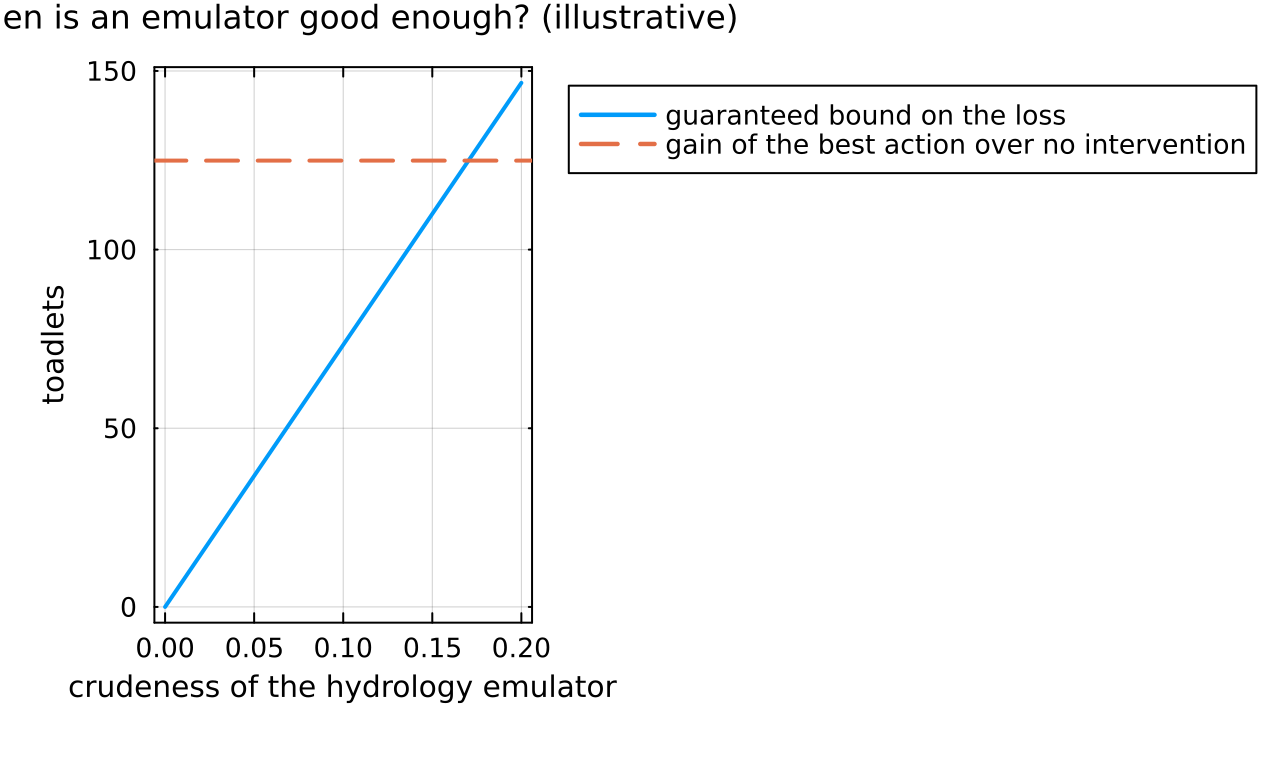 en is an emulator good enough? (illustrative)
150
100
50
0
toadlets
0.00 0.05 0.10 0.15 0.20
crudeness of the hydrology emulator
guaranteed bound on the loss
gain of the best action over no intervention